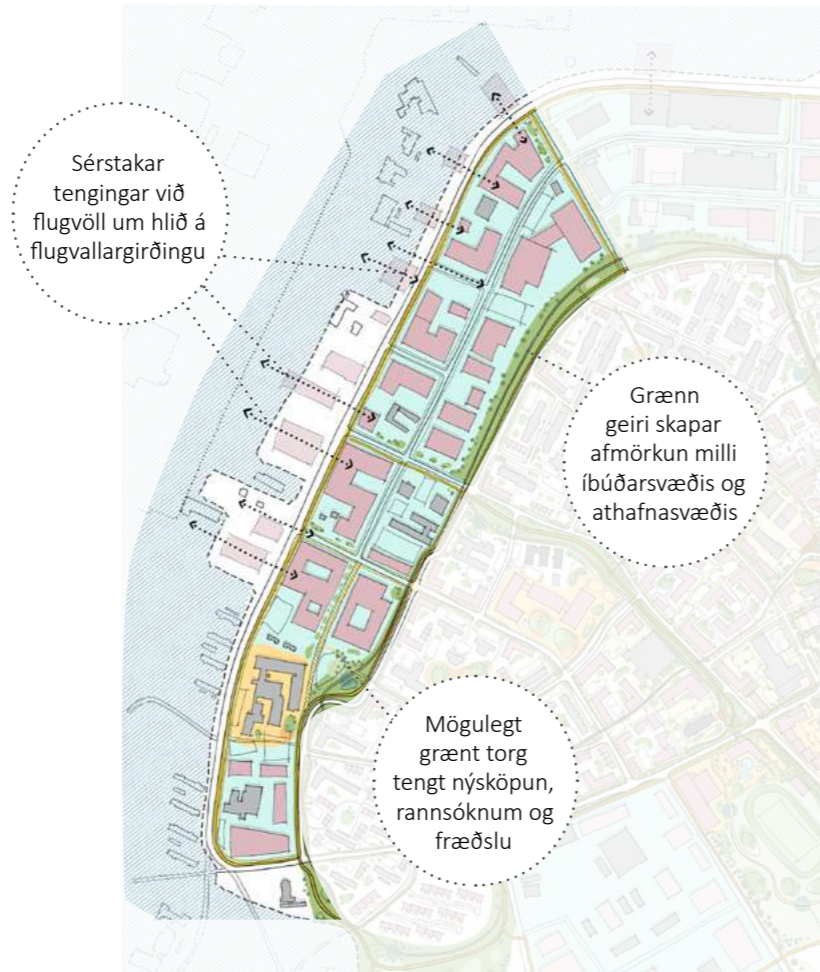 Sérstakar
tengingar við
flugvöll um hlið á
flugvallargirðingu
Grænn
geiri skapar
afmörkun milli
íbúðarsvæðis og
athafnasvæðis
Mögulegt
grænt torg
tengt nýsköpun,
rannsóknum og
fræðslu